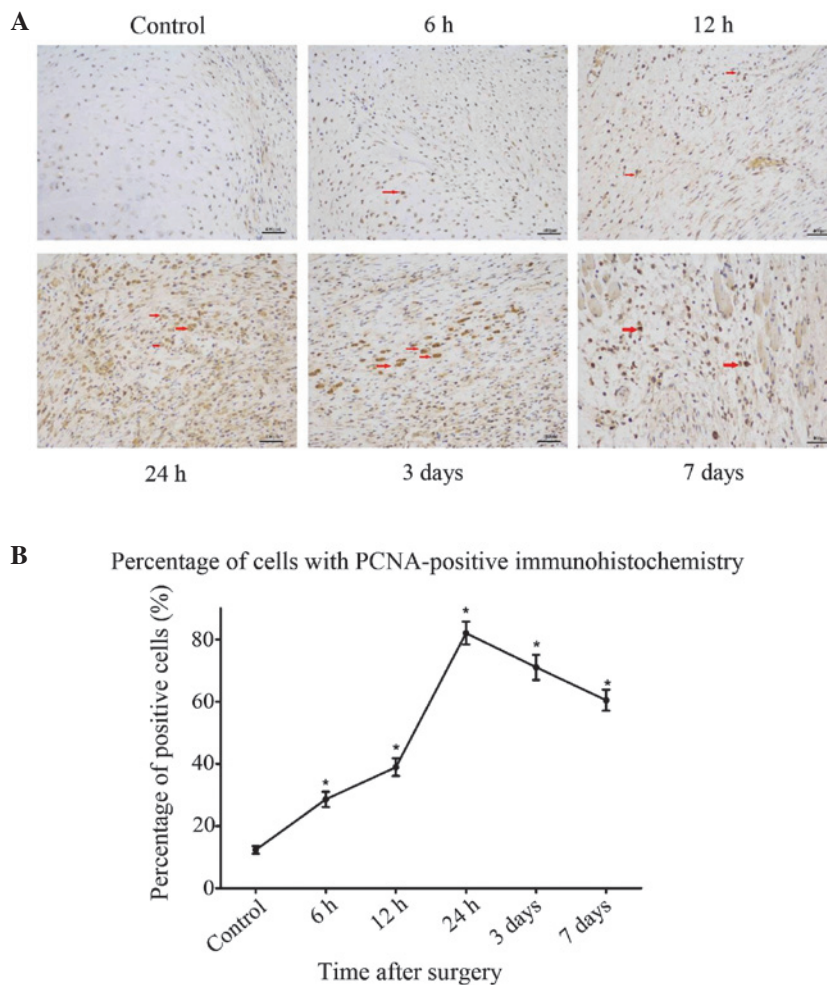 A
Control
6 h
12 h
24 h
3 days
7 days
B
Percentage of cells with PCNA-positive immunohistochemistry
Percentage of positive cells (%)
80
60
40
20
0
*
*
*
*
*
Control
6 h
12 h
24 h
3 days
7 days
Time after surgery